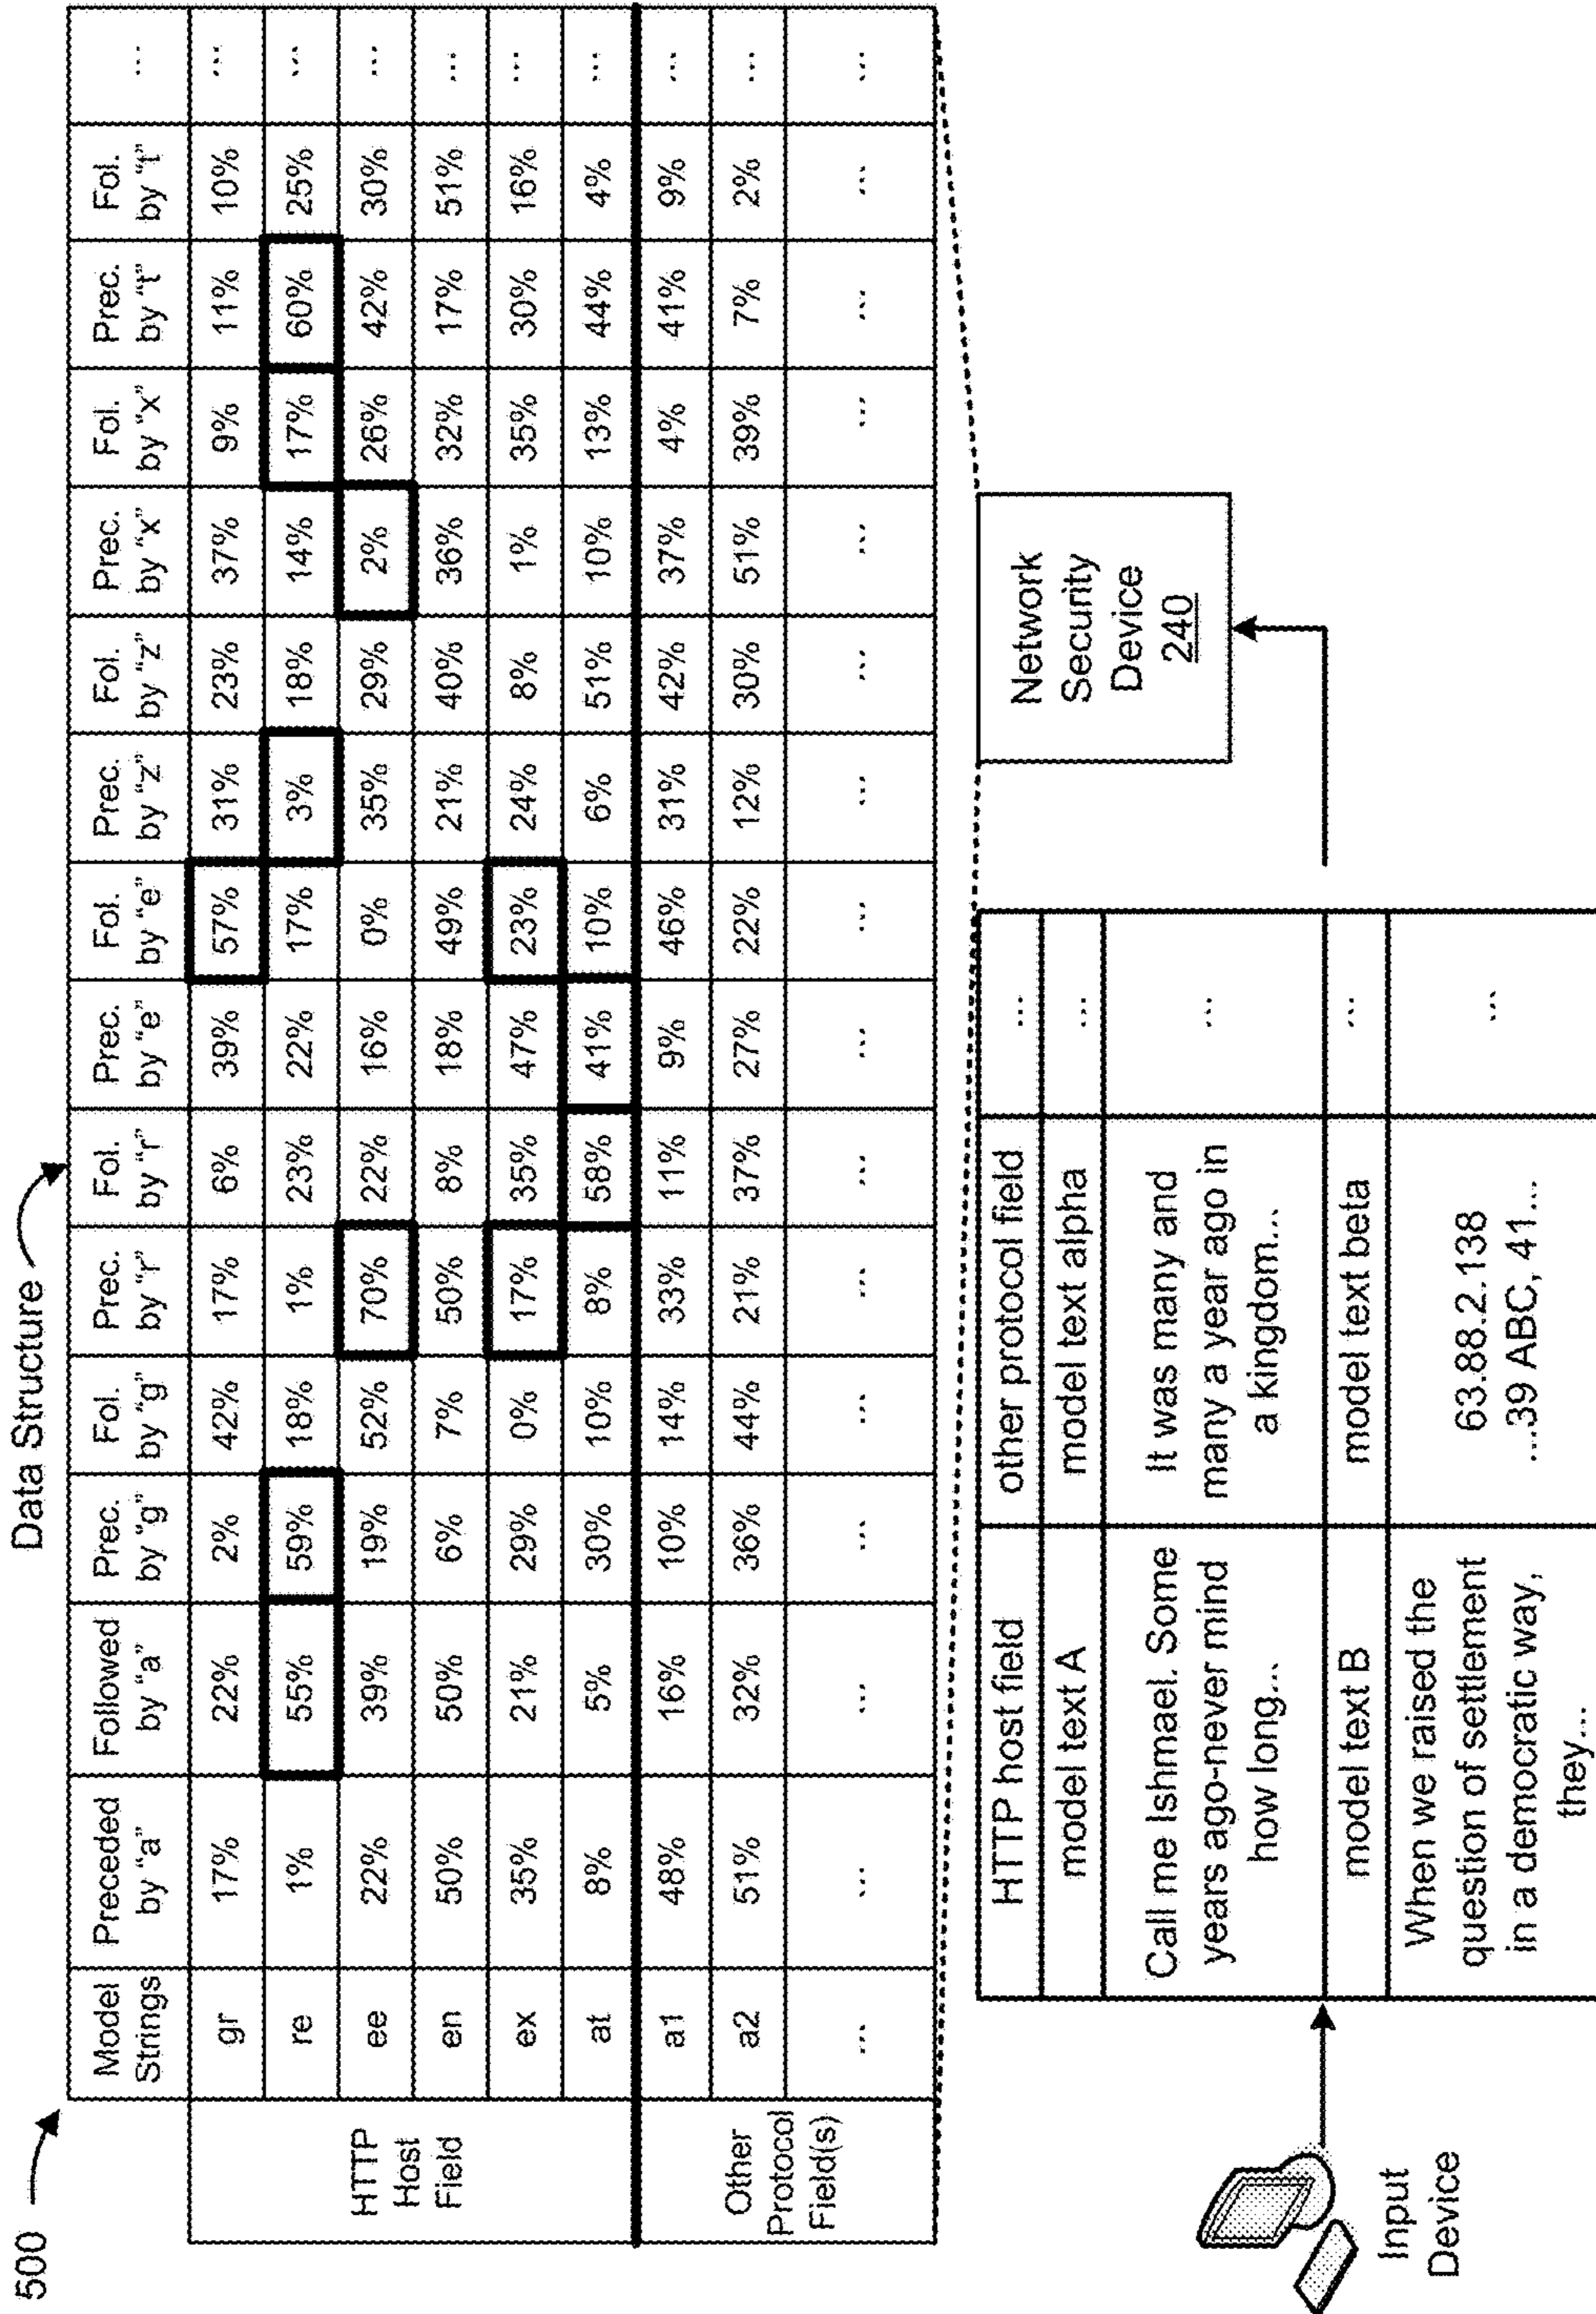 500
Data Structure
Model Strings | Preceded by "a" | Followed by "a" | Prec. by "g" | Fol. by "g" | Prec. by "r" | Fol. by "r" | Prec. by "e" | Fol. by "e" | Prec. by "z" | Fol. by "z" | Prec. by "x" | Fol. by "x" | Prec. by "t" | Fol. by "t" | ...
HTTP
Host
Field
gr 17% 22% 2% 42% 17% 6% 39% 57% 31% 23% 37% 9% 11% 10% ...
re 1% 55% 59% 18% 1% 23% 22% 17% 3% 18% 14% 17% 60% 25% ...
ee 22% 39% 19% 52% 70% 22% 16% 0% 35% 29% 2% 26% 42% 30% ...
en 50% 50% 6% 7% 50% 8% 18% 49% 21% 40% 36% 32% 17% 51% ...
ex 35% 21% 29% 0% 17% 35% 47% 23% 24% 8% 1% 35% 30% 16% ...
at 8% 5% 30% 10% 8% 58% 41% 10% 6% 51% 10% 13% 44% 4% ...
Other
Protocol
Field(s)
a1 48% 16% 10% 14% 33% 11% 9% 46% 31% 42% 37% 4% 41% 9% ...
a2 51% 32% 36% 44% 21% 37% 27% 22% 12% 30% 51% 39% 7% 2% ...
... ... ... ... ... ... ... ... ... ... ... ... ... ... ... ...
Input
Device
HTTP host field | other protocol field | ...
model text A | model text alpha | ...
Call me Ishmael. Some
years ago-never mind
how long...
It was many and
many a year ago in
a kingdom...
...
model text B | model text beta | ...
When we raised the
question of settlement
in a democratic way,
they...
63.88.2.138
...39 ABC, 41...
...
Network
Security
Device
240